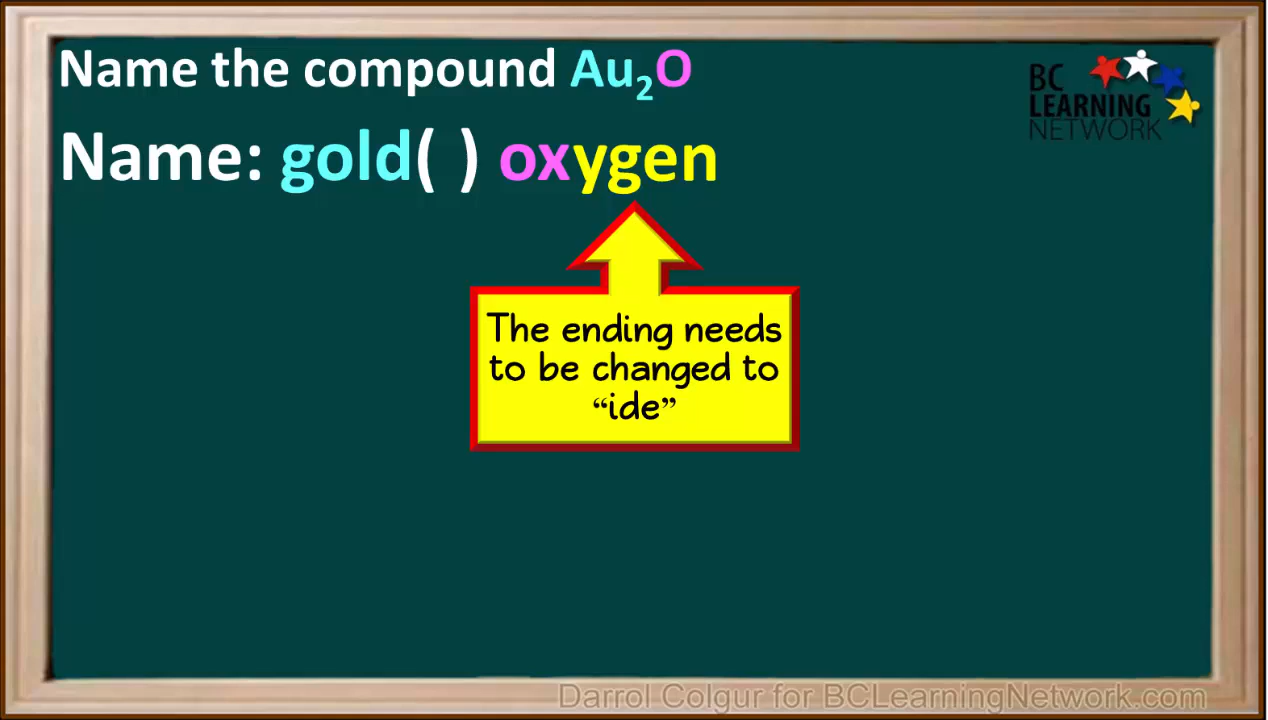 Name the compound Au₂O
BC
LEARNING
NETWORK
Name: gold( ) oxygen
The ending needs
to be changed to
“ide”
Darrol Colgur for BCLearningNetwork.com